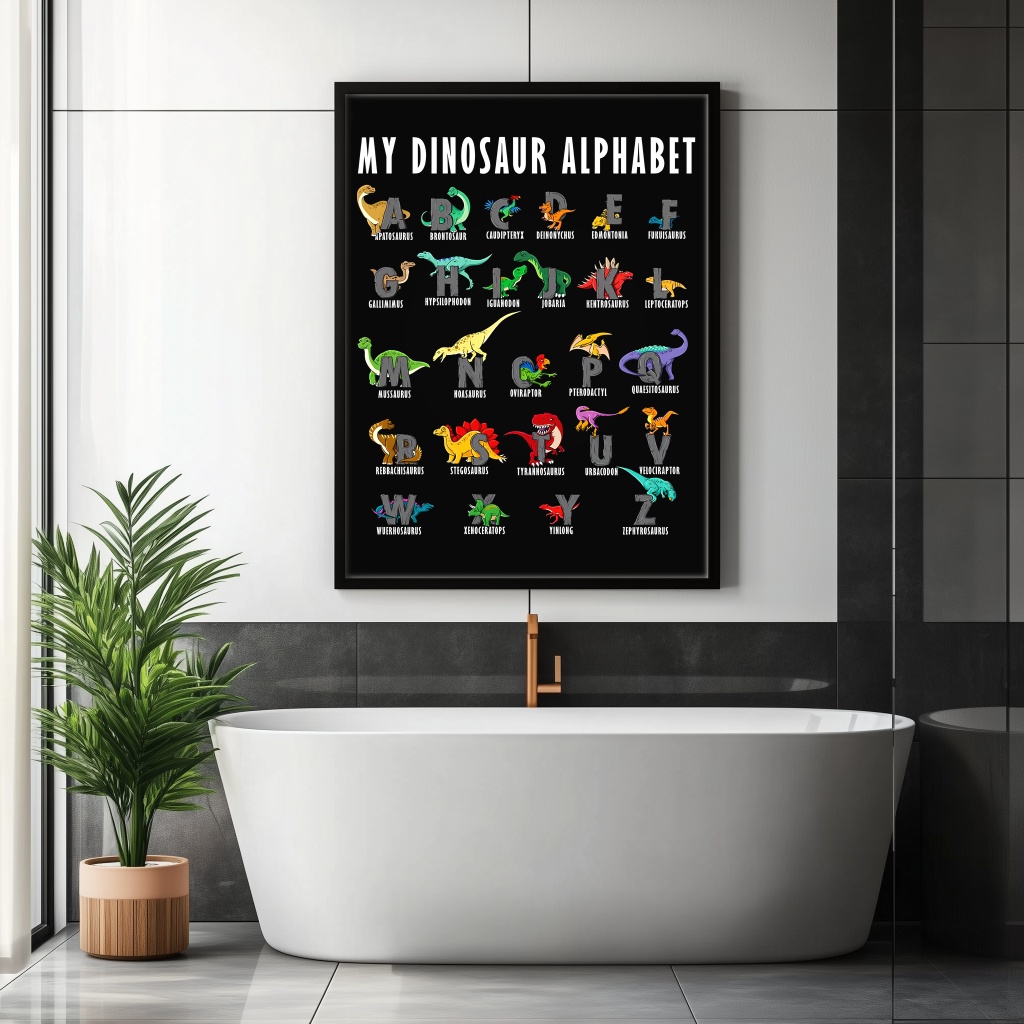 MY DINOSAUR ALPHABET
A B C D E F
APATOSAURUS BRONTOSAUR CAUDIPTERYX DEINONYCHUS EDMONTONIA FUKUISAURUS
G H I J K L
GALLIMIMUS HYPSILOPHODON IGUANODON JOBARIA KENTROSAURUS LEPTOCERATOPS
M N O P Q
MUSSAURUS NOASAURUS OVIRAPTOR PTERODACTYL QUAESITOSAURUS
R S T U V
REBBACHISAURUS STEGOSAURUS TYRANNOSAURUS URBACODON VELOCIRAPTOR
W X Y Z
WUERHOSAURUS XENOCERATOPS YINLONG ZEPHYROSAURUS